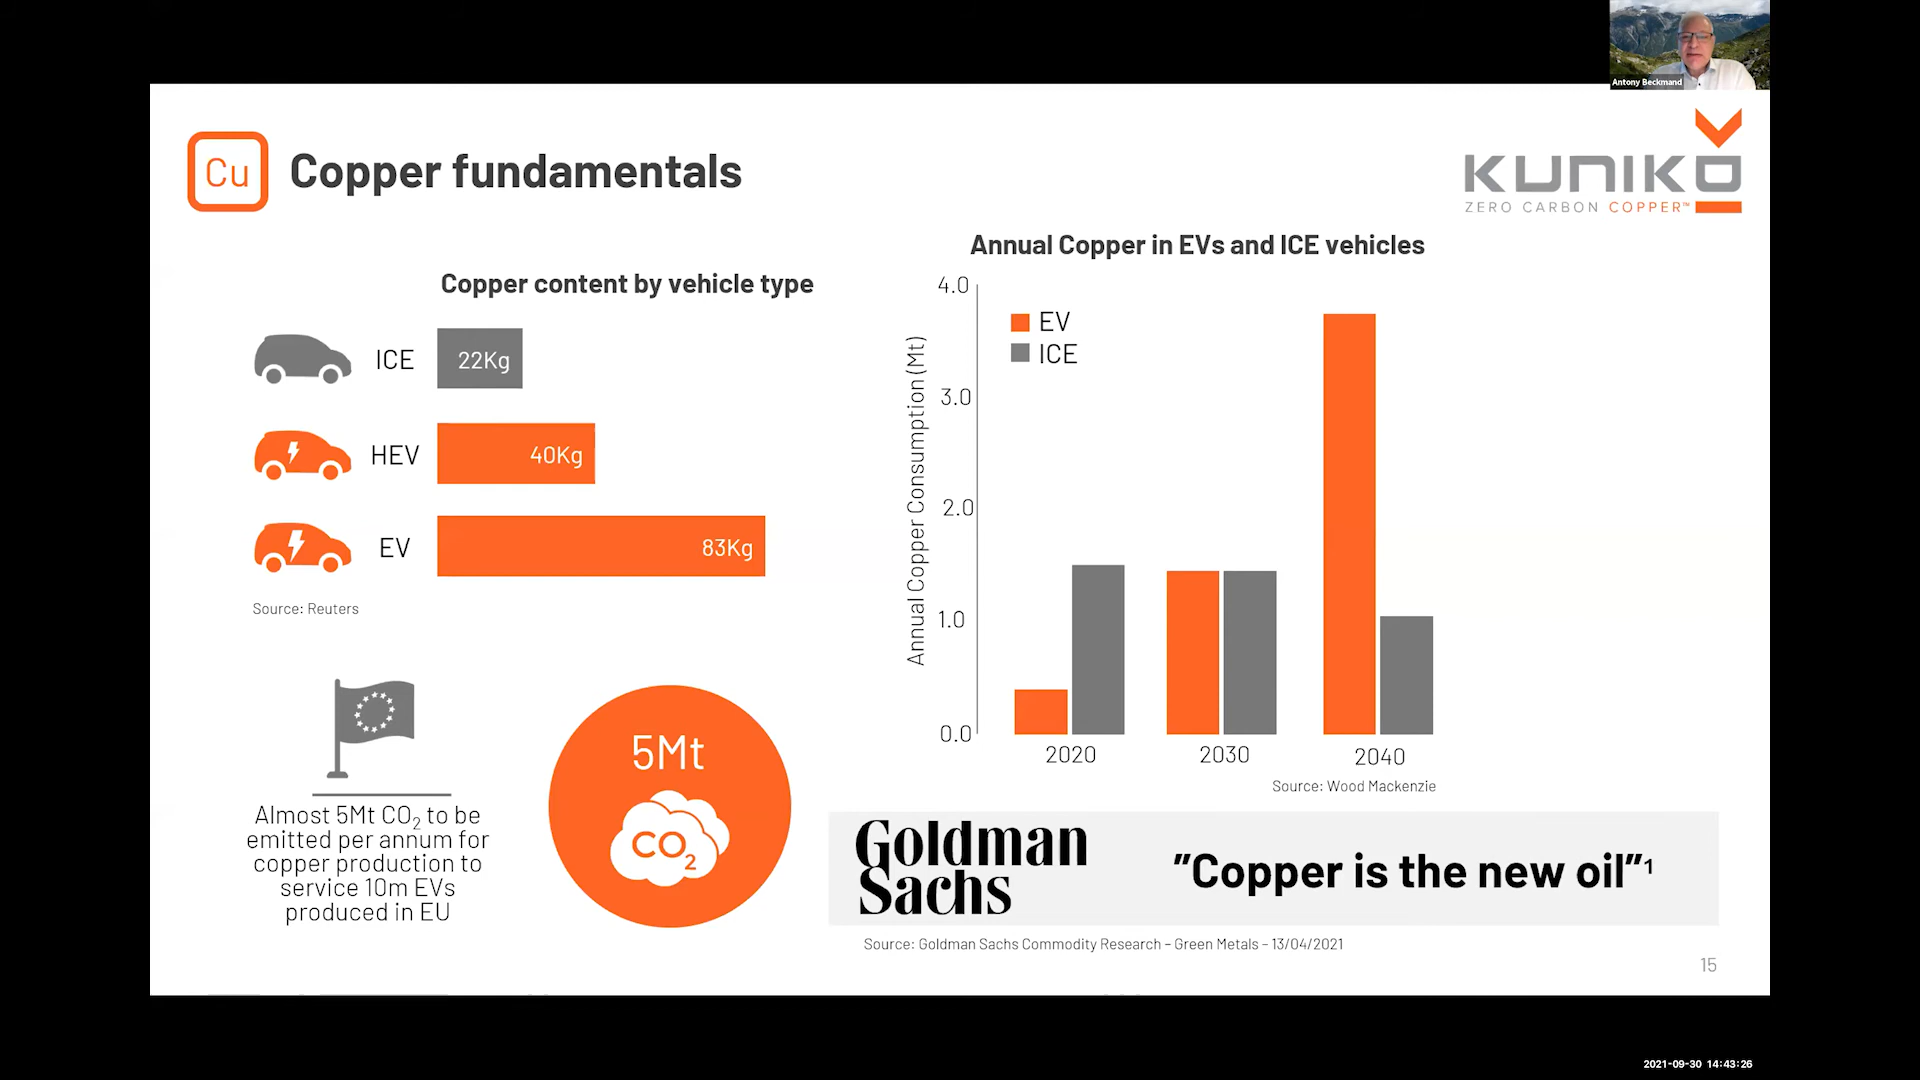 Antony Beckmand
Cu
Copper fundamentals
KUNIKO
ZERO CARBON COPPER™
Copper content by vehicle type
ICE
22Kg
HEV
40Kg
EV
83Kg
Source: Reuters
Almost 5Mt CO₂ to be
emitted per annum for
copper production to
service 10m EVs
produced in EU
5Mt
CO₂
Annual Copper in EVs and ICE vehicles
Annual Copper Consumption (Mt)
4.0
3.0
2.0
1.0
0.0
EV
ICE
2020
2030
2040
Source: Wood Mackenzie
Goldman
Sachs
"Copper is the new oil"¹
Source: Goldman Sachs Commodity Research – Green Metals – 13/04/2021
15
2021-09-30 14:43:26